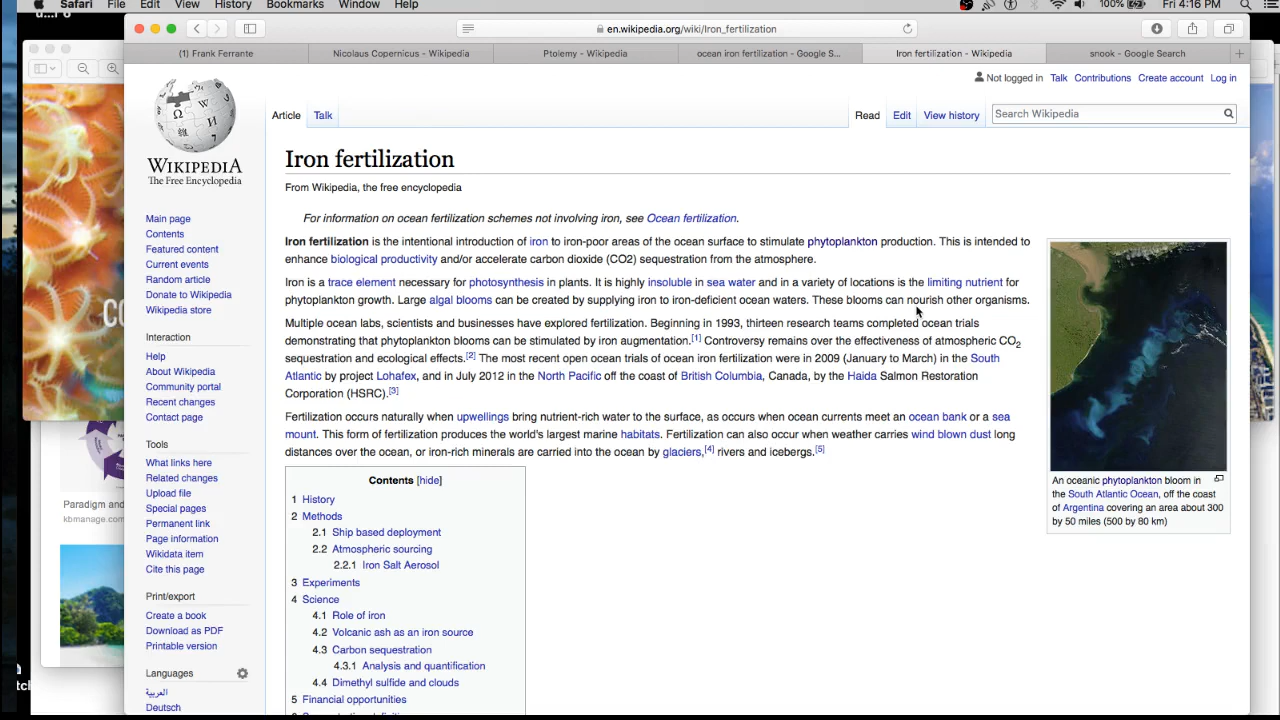 Safari File Edit View History Bookmarks Window Help
100%
Fri 4:16 PM
en.wikipedia.org/wiki/Iron_fertilization
(1) Frank Ferrante
Nicolaus Copernicus - Wikipedia
Ptolemy - Wikipedia
ocean iron fertilization - Google S...
Iron fertilization - Wikipedia
snook - Google Search
Not logged in Talk Contributions Create account Log in
Article Talk
Read Edit View history
Search Wikipedia
WIKIPEDIA
The Free Encyclopedia
Main page
Contents
Featured content
Current events
Random article
Donate to Wikipedia
Wikipedia store
Interaction
Help
About Wikipedia
Community portal
Recent changes
Contact page
Tools
What links here
Related changes
Upload file
Special pages
Permanent link
Page information
Wikidata item
Cite this page
Print/export
Create a book
Download as PDF
Printable version
Languages
العربية
Deutsch
Iron fertilization
From Wikipedia, the free encyclopedia
For information on ocean fertilization schemes not involving iron, see Ocean fertilization.
Iron fertilization is the intentional introduction of iron to iron-poor areas of the ocean surface to stimulate phytoplankton production. This is intended to
enhance biological productivity and/or accelerate carbon dioxide (CO2) sequestration from the atmosphere.
Iron is a trace element necessary for photosynthesis in plants. It is highly insoluble in sea water and in a variety of locations is the limiting nutrient for
phytoplankton growth. Large algal blooms can be created by supplying iron to iron-deficient ocean waters. These blooms can nourish other organisms.
Multiple ocean labs, scientists and businesses have explored fertilization. Beginning in 1993, thirteen research teams completed ocean trials
demonstrating that phytoplankton blooms can be stimulated by iron augmentation.[1] Controversy remains over the effectiveness of atmospheric CO2
sequestration and ecological effects.[2] The most recent open ocean trials of ocean iron fertilization were in 2009 (January to March) in the South
Atlantic by project Lohafex, and in July 2012 in the North Pacific off the coast of British Columbia, Canada, by the Haida Salmon Restoration
Corporation (HSRC).[3]
Fertilization occurs naturally when upwellings bring nutrient-rich water to the surface, as occurs when ocean currents meet an ocean bank or a sea
mount. This form of fertilization produces the world's largest marine habitats. Fertilization can also occur when weather carries wind blown dust long
distances over the ocean, or iron-rich minerals are carried into the ocean by glaciers,[4] rivers and icebergs.[5]
Contents [hide]
1 History
2 Methods
2.1 Ship based deployment
2.2 Atmospheric sourcing
2.2.1 Iron Salt Aerosol
3 Experiments
4 Science
4.1 Role of iron
4.2 Volcanic ash as an iron source
4.3 Carbon sequestration
4.3.1 Analysis and quantification
4.4 Dimethyl sulfide and clouds
5 Financial opportunities
An oceanic phytoplankton bloom in
the South Atlantic Ocean, off the coast
of Argentina covering an area about 300
by 50 miles (500 by 80 km)
Paradigm and
kbmanage.com